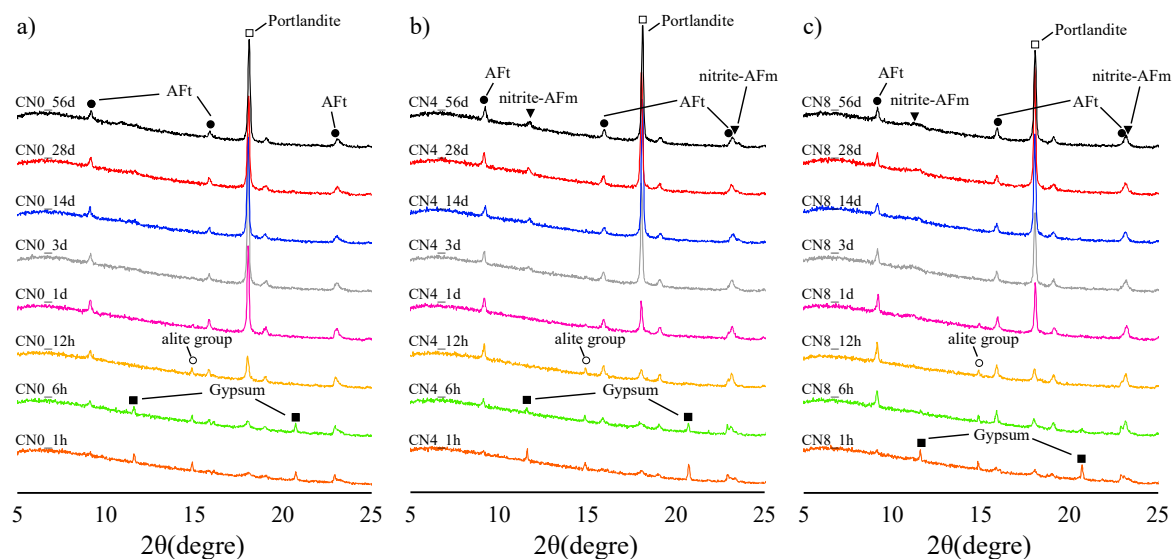 a)
Portlandite
AFt
AFt
CN0_56d
CN0_28d
CN0_14d
CN0_3d
CN0_1d
alite group
CN0_12h
Gypsum
CN0_6h
CN0_1h
5
10
15
20
25
2θ(degre)
b)
Portlandite
AFt
nitrite-AFm
nitrite-AFm
AFt
CN4_56d
CN4_28d
CN4_14d
CN4_3d
CN4_1d
alite group
CN4_12h
Gypsum
CN4_6h
CN4_1h
5
10
15
20
25
2θ(degre)
c)
Portlandite
AFt
nitrite-AFm
nitrite-AFm
AFt
CN8_56d
CN8_28d
CN8_14d
CN8_3d
CN8_1d
alite group
CN8_12h
CN8_6h
Gypsum
CN8_1h
5
10
15
20
25
2θ(degre)